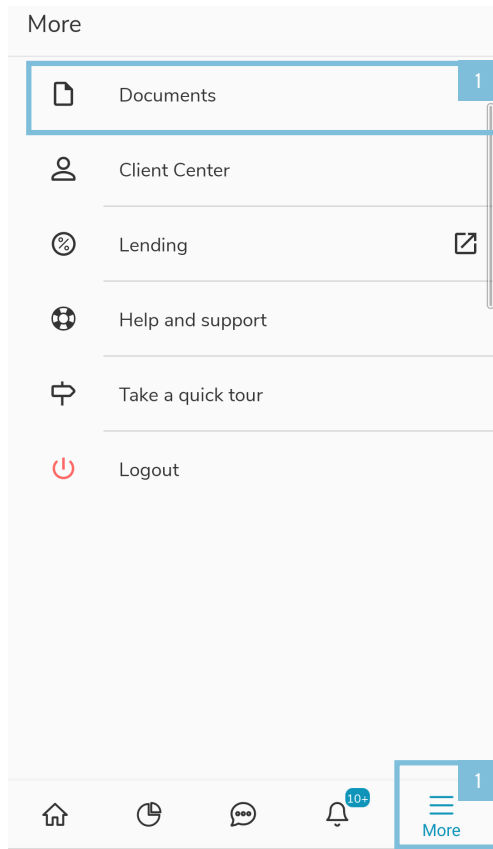 More
1
Documents
Client Center
Lending
Help and support
Take a quick tour
Logout
10+
1
More